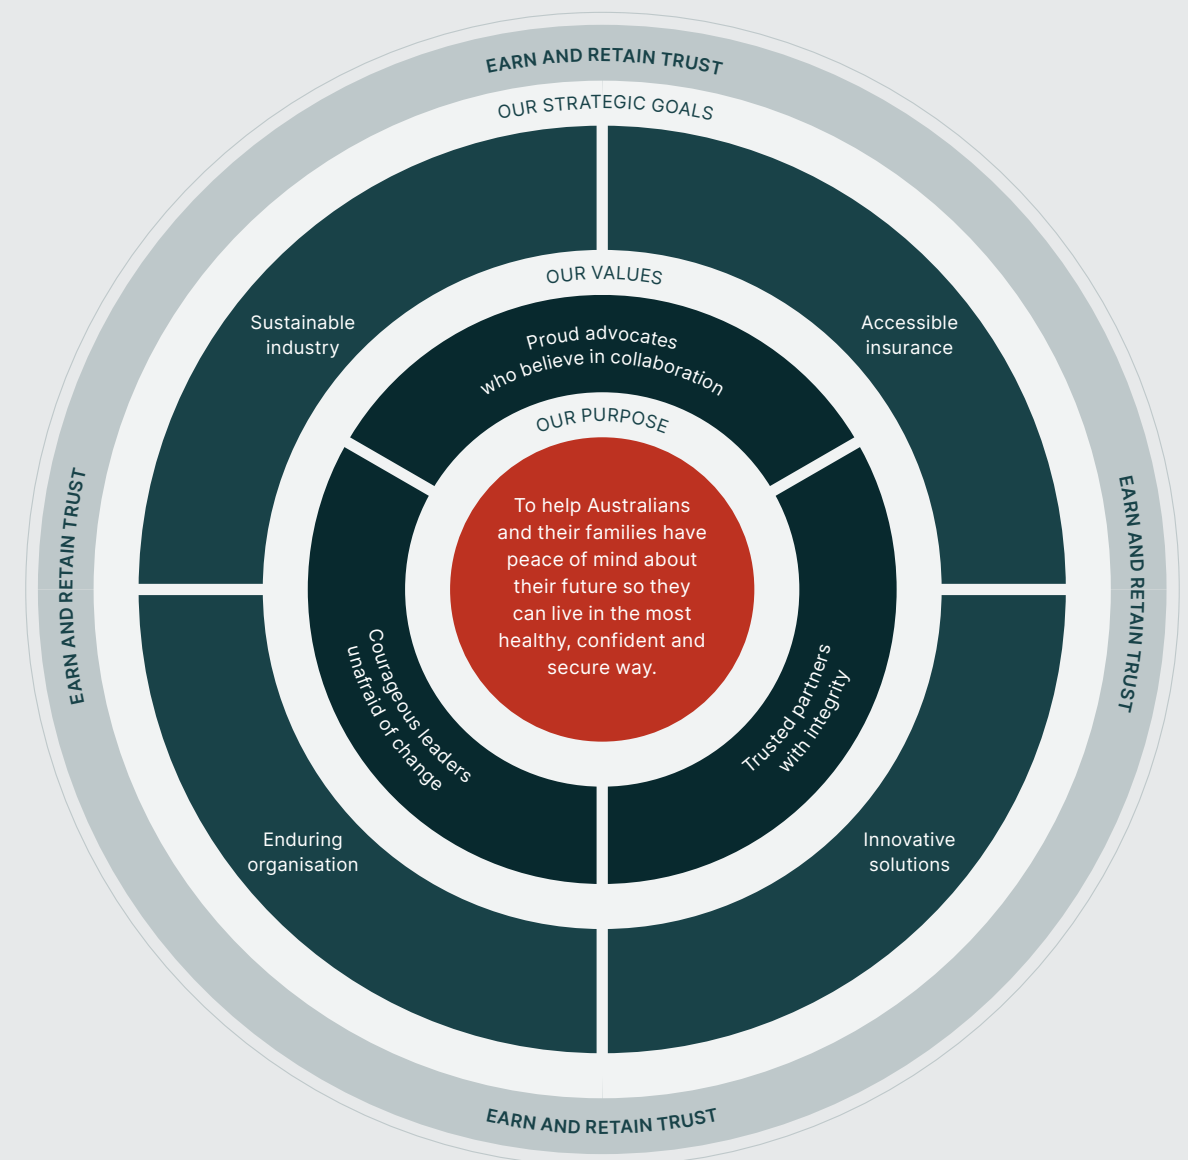 EARN AND RETAIN TRUST
OUR STRATEGIC GOALS
Sustainable
industry
Accessible
insurance
OUR VALUES
Proud advocates
who believe in collaboration
OUR PURPOSE
To help Australians
and their families have
peace of mind about
their future so they
can live in the most
healthy, confident and
secure way.
EARN AND RETAIN TRUST
EARN AND RETAIN TRUST
Courageous leaders
unafraid of change
Trusted partners
with integrity
Enduring
organisation
Innovative
solutions
EARN AND RETAIN TRUST